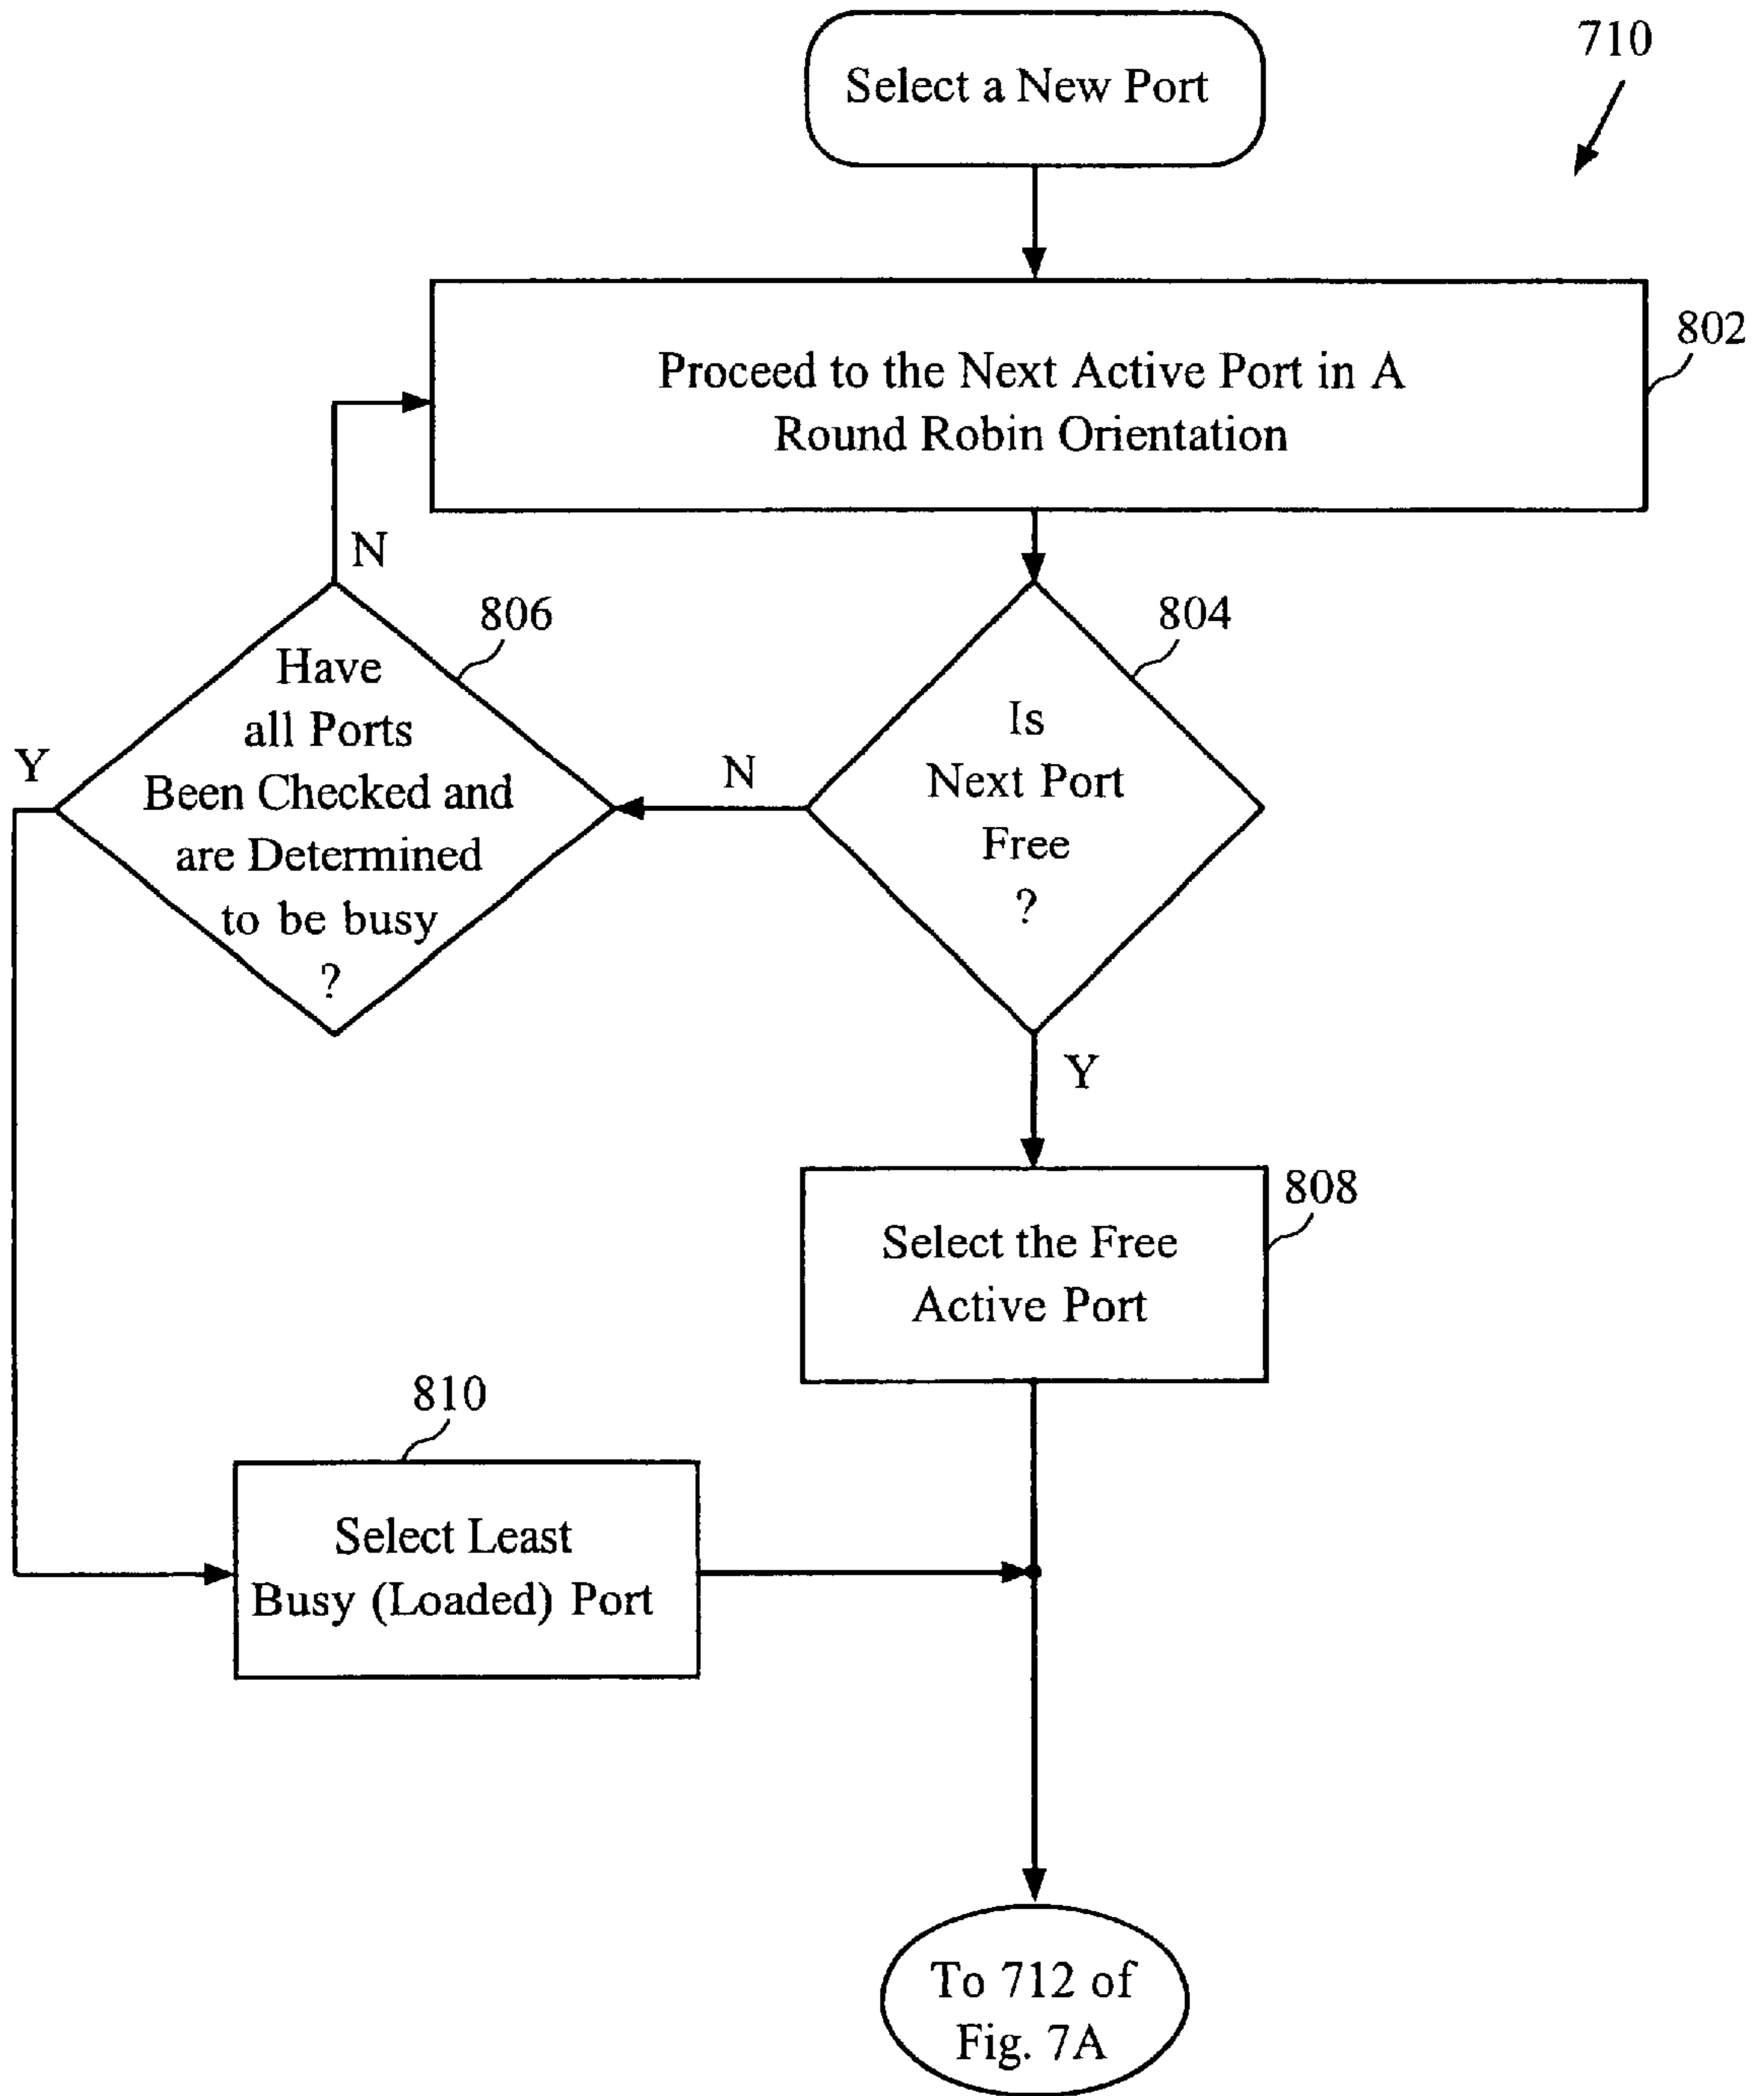 710
Select a New Port
802
Proceed to the Next Active Port in A
Round Robin Orientation
N
806
804
Have
all Ports
Been Checked and
are Determined
to be busy
?
Y
N
Is
Next Port
Free
?
Y
808
Select the Free
Active Port
810
Select Least
Busy (Loaded) Port
To 712 of
Fig. 7A